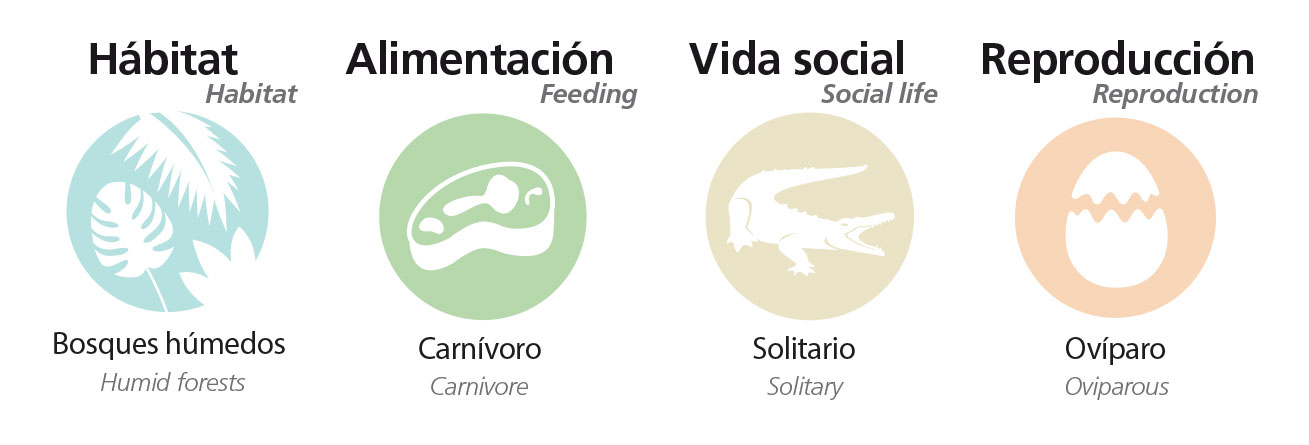 Hábitat
Habitat
Bosques húmedos
Humid forests
Alimentación
Feeding
Carnívoro
Carnivore
Vida social
Social life
Solitario
Solitary
Reproducción
Reproduction
Ovíparo
Oviparous